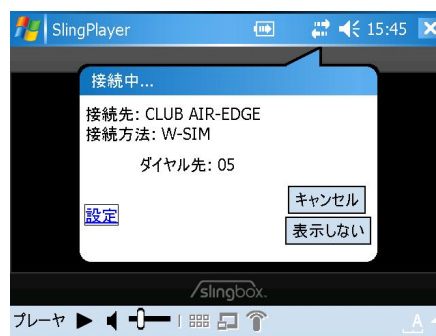 SlingPlayer
15:45
接続中...
接続先: CLUB AIR-EDGE
接続方法: W-SIM
ダイヤル先: 05
設定
キャンセル
表示しない
slingbox.
プレーヤ
A